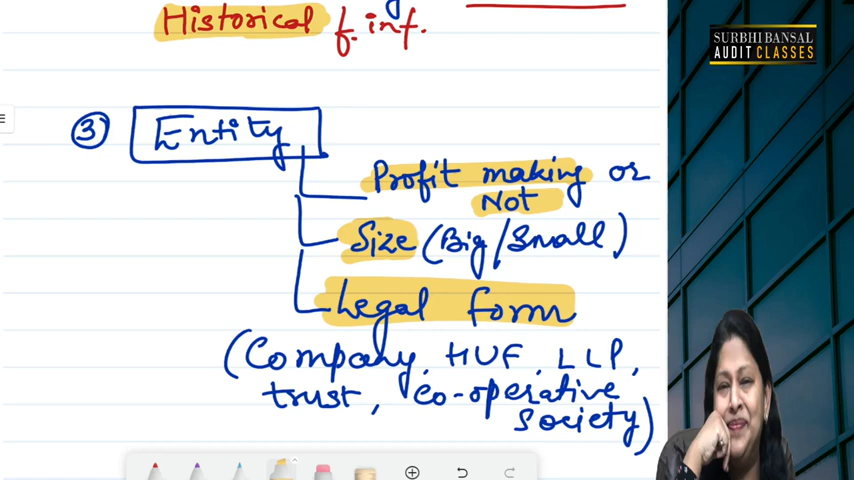 Historical f.inf.
SURBHI BANSAL
AUDIT CLASSES
③ Entity
Profit making or
Not
Size (Big/Small)
Legal form
(Company, HUF, LLP,
trust, co-operative
society)